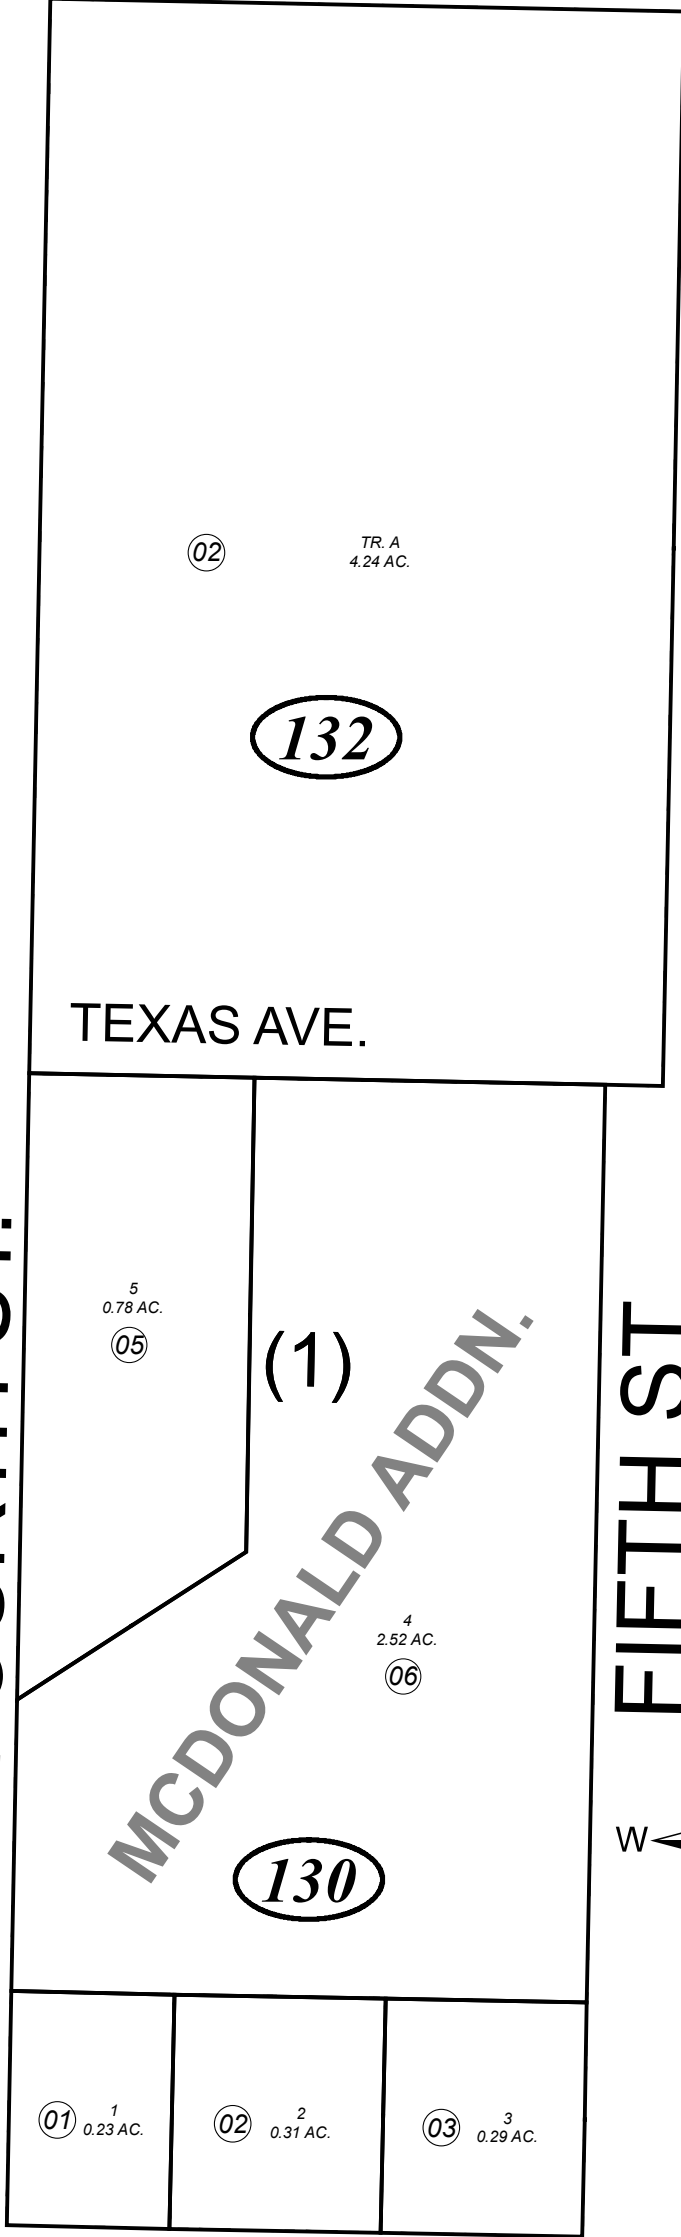 02
TR. A
4.24 AC.
132
TEXAS AVE.
5
0.78 AC.
05
(1)
MCDONALD ADDN.
FIFTH ST
4
2.52 AC.
06
W
130
01
1
0.23 AC.
02
2
0.31 AC.
03
3
0.29 AC.